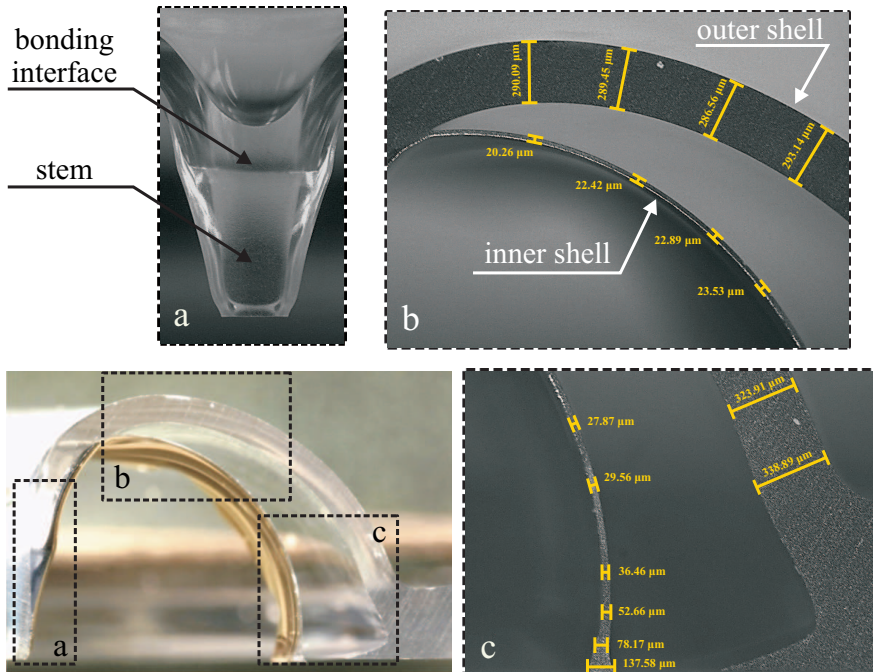 bonding
interface
stem
a
outer shell
290.09 µm
289.45 µm
286.56 µm
293.14 µm
20.26 µm
22.42 µm
22.89 µm
23.53 µm
inner shell
b
b
c
a
323.91 µm
338.89 µm
27.87 µm
29.56 µm
36.46 µm
52.66 µm
78.17 µm
137.58 µm
c